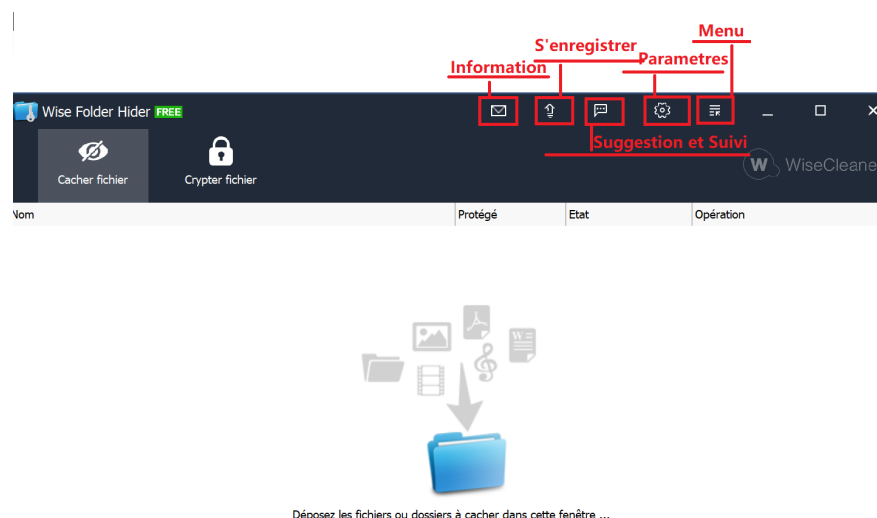 Menu
S'enregistrer
Parametres
Information
Wise Folder Hider FREE
Suggestion et Suivi
Cacher fichier
Crypter fichier
W WiseCleane
Nom
Protégé
Etat
Opération
W
Déposez les fichiers ou dossiers à cacher dans cette fenêtre ...